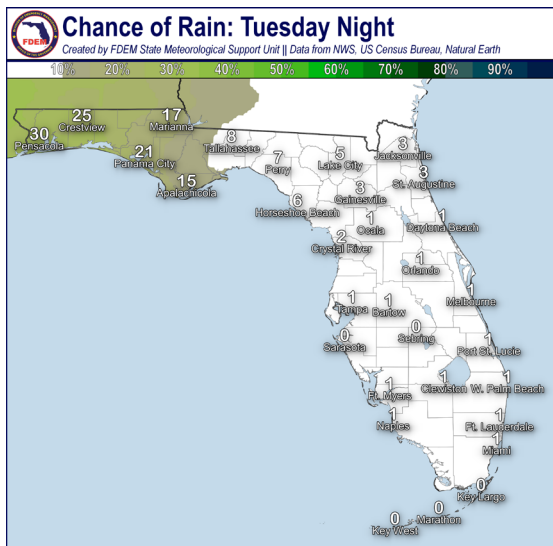 FDEM
Chance of Rain: Tuesday Night
Created by FDEM State Meteorological Support Unit || Data from NWS, US Census Bureau, Natural Earth
10% 20% 30% 40% 50% 60% 70% 80% 90%
25
Crestview
17
Marianna
30
Pensacola
21
Panama City
15
Apalachicola
8
Tallahassee
7
Perry
5
Lake City
3
Jacksonville
3
St. Augustine
3
Gainesville
6
Horseshoe Beach
1
Ocala
1
Daytona Beach
2
Crystal River
1
Orlando
1
Melbourne
1
Tampa
1
Bartow
0
Sarasota
0
Sebring
1
Port St. Lucie
1
Ft. Myers
1
Clewiston
1
W. Palm Beach
1
Naples
1
Ft. Lauderdale
1
Miami
0
Key Largo
0
Marathon
0
Key West